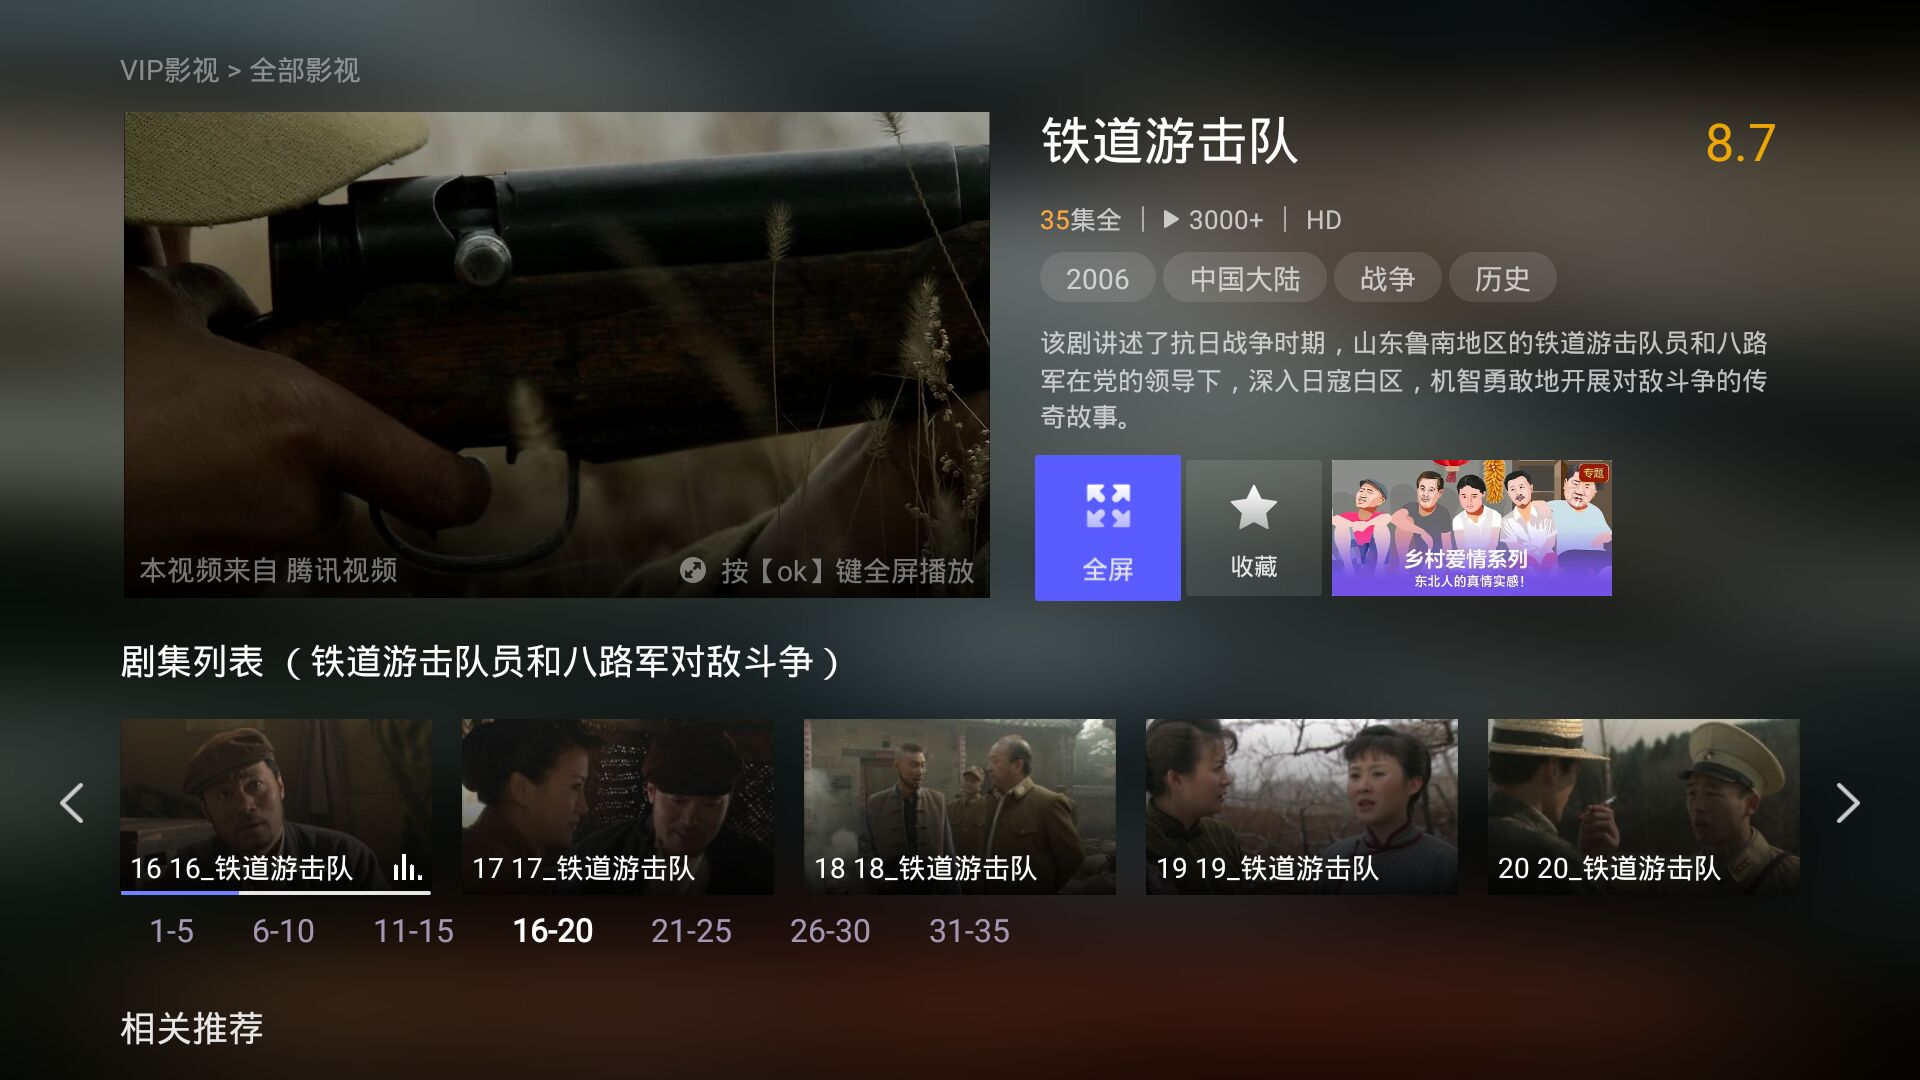 VIP影视 > 全部影视
铁道游击队
8.7
35集全 | 3000+ | HD
2006 中国大陆 战争 历史
该剧讲述了抗日战争时期，山东鲁南地区的铁道游击队员和八路
军在党的领导下，深入日寇白区，机智勇敢地开展对敌斗争的传
奇故事。
本视频来自 腾讯视频
按【ok】键全屏播放
全屏
收藏
专题
乡村爱情系列
东北人的真情实感！
剧集列表 （铁道游击队员和八路军对敌斗争）
16 16_铁道游击队
17 17_铁道游击队
18 18_铁道游击队
19 19_铁道游击队
20 20_铁道游击队
1-5 6-10 11-15 16-20 21-25 26-30 31-35
相关推荐